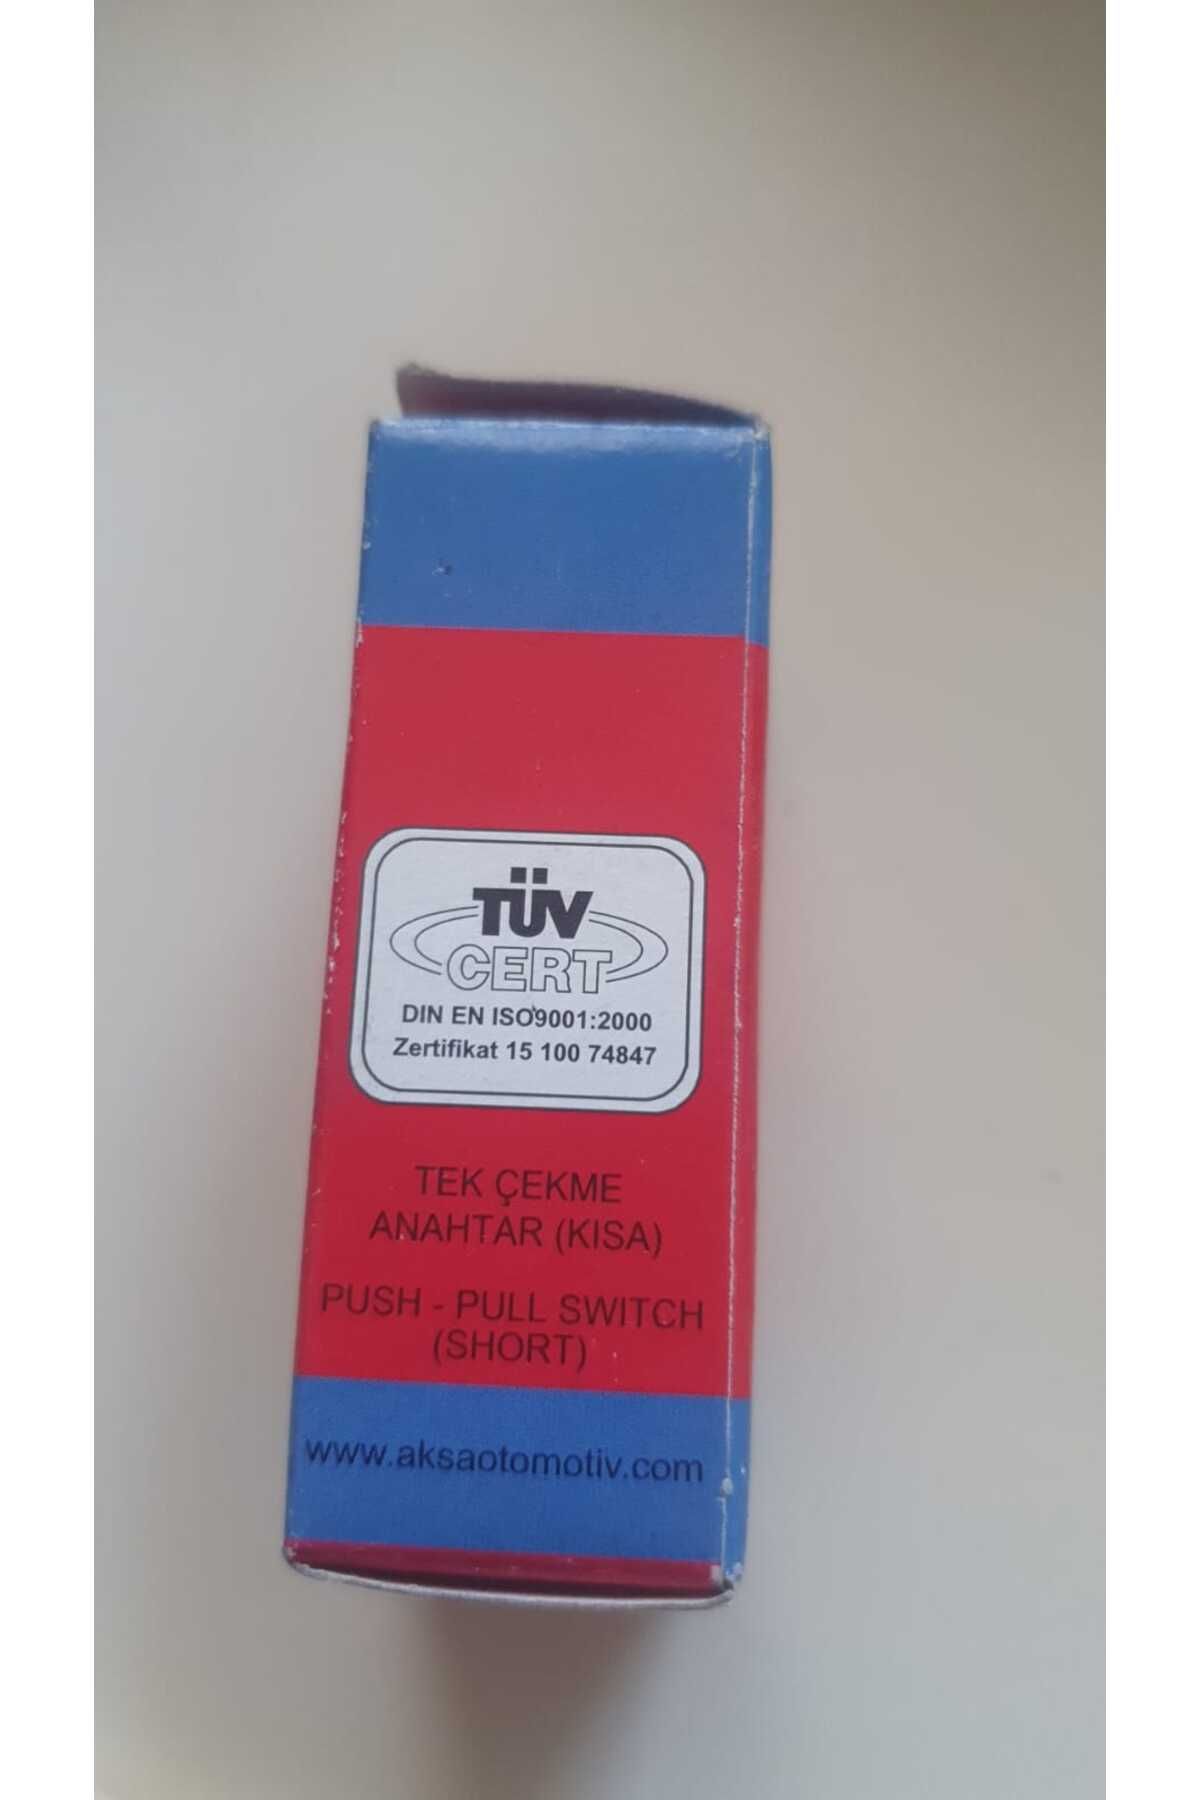 TÜV
CERT
DIN EN ISO9001:2000
Zertifikat 15 100 74847
TEK ÇEKME
ANAHTAR (KISA)
PUSH - PULL SWITCH
(SHORT)
www.aksaotomotiv.com